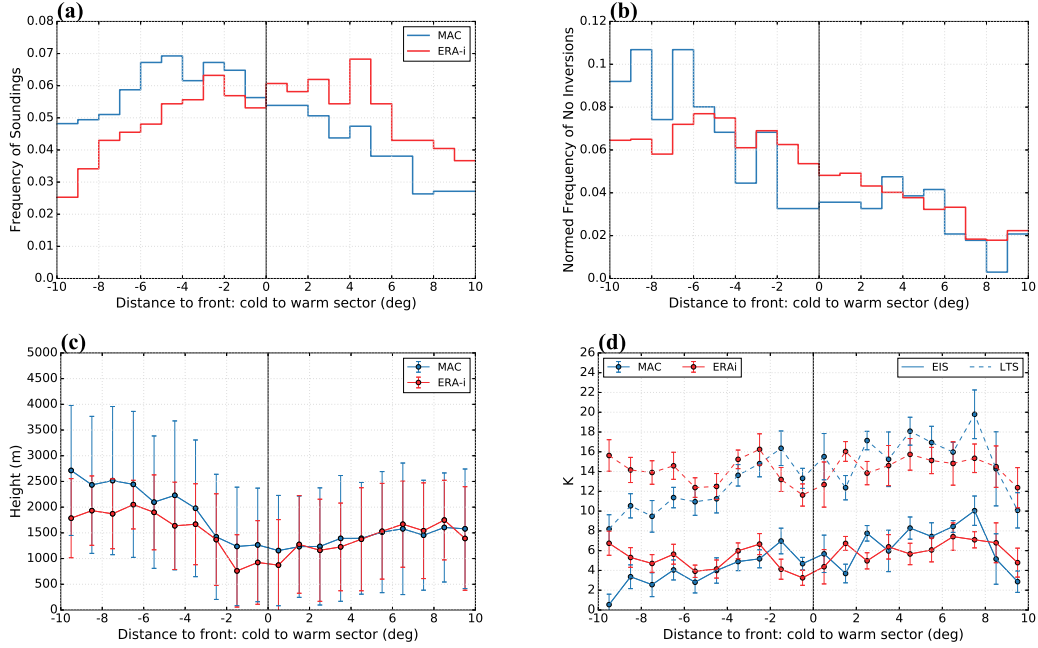 (a)
0.08
0.07
0.06
0.05
0.04
0.03
0.02
0.01
0.0
Frequency of Soundings
MAC
ERA-i
-10 -8 -6 -4 -2 0 2 4 6 8 10
Distance to front: cold to warm sector (deg)
(b)
0.12
0.10
0.08
0.06
0.04
0.02
0.0
Normed Frequency of No Inversions
-10 -8 -6 -4 -2 0 2 4 6 8 10
Distance to front: cold to warm sector (deg)
(c)
5000
4500
4000
3500
3000
2500
2000
1500
1000
500
0
Height (m)
MAC
ERA-i
-10 -8 -6 -4 -2 0 2 4 6 8 10
Distance to front: cold to warm sector (deg)
(d)
26
24
22
20
18
16
14
12
10
8
6
4
2
0
K
MAC ERAi
EIS LTS
-10 -8 -6 -4 -2 0 2 4 6 8 10
Distance to front: cold to warm sector (deg)